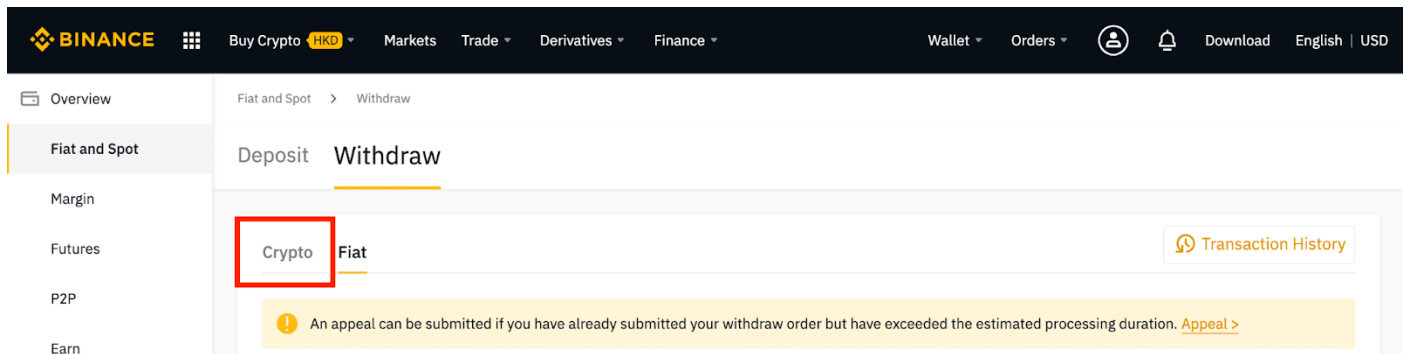 BINANCE Buy Crypto HKD Markets Trade Derivatives Finance Wallet Orders Download English | USD
Overview
Fiat and Spot
Margin
Futures
P2P
Earn
Fiat and Spot > Withdraw
Deposit Withdraw
Crypto Fiat Transaction History
An appeal can be submitted if you have already submitted your withdraw order but have exceeded the estimated processing duration. Appeal >